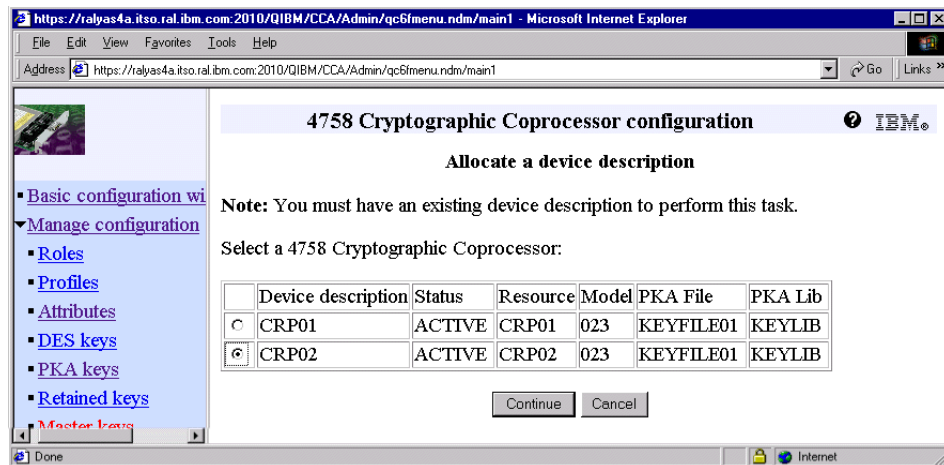 https://ralyas4a.itso.ral.ibm.com:2010/QIBM/CCA/Admin/qc6fmenu.ndm/main1 - Microsoft Internet Explorer
File Edit View Favorites Tools Help
Address https://ralyas4a.itso.ral.ibm.com:2010/QIBM/CCA/Admin/qc6fmenu.ndm/main1 Go Links »
4758 Cryptographic Coprocessor configuration ? IBM®
Allocate a device description
Basic configuration wi
Manage configuration
Roles
Profiles
Attributes
DES keys
PKA keys
Retained keys
Master keys
Note: You must have an existing device description to perform this task.
Select a 4758 Cryptographic Coprocessor:
Device description Status Resource Model PKA File PKA Lib
CRP01 ACTIVE CRP01 023 KEYFILE01 KEYLIB
CRP02 ACTIVE CRP02 023 KEYFILE01 KEYLIB
Continue Cancel
Done Internet